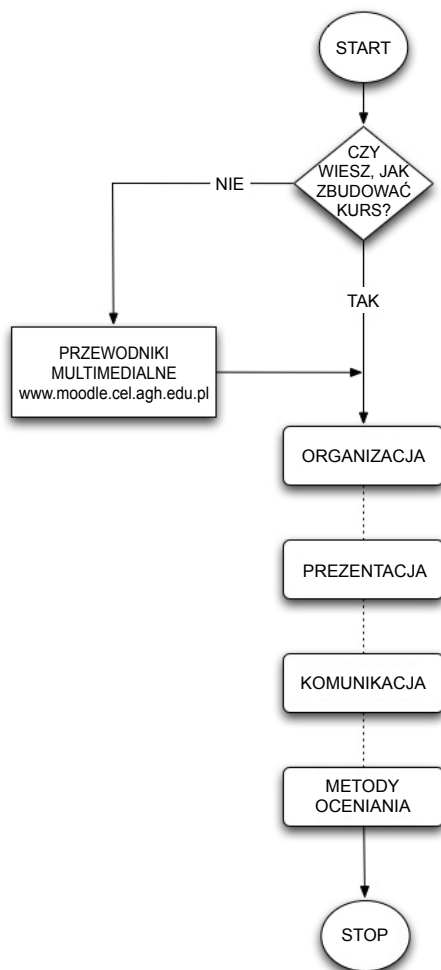 START
CZY
WIESZ, JAK
ZBUDOWAĆ
KURS?
NIE
TAK
PRZEWODNIKI
MULTIMEDIALNE
www.moodle.cel.agh.edu.pl
ORGANIZACJA
PREZENTACJA
KOMUNIKACJA
METODY
OCENIANIA
STOP